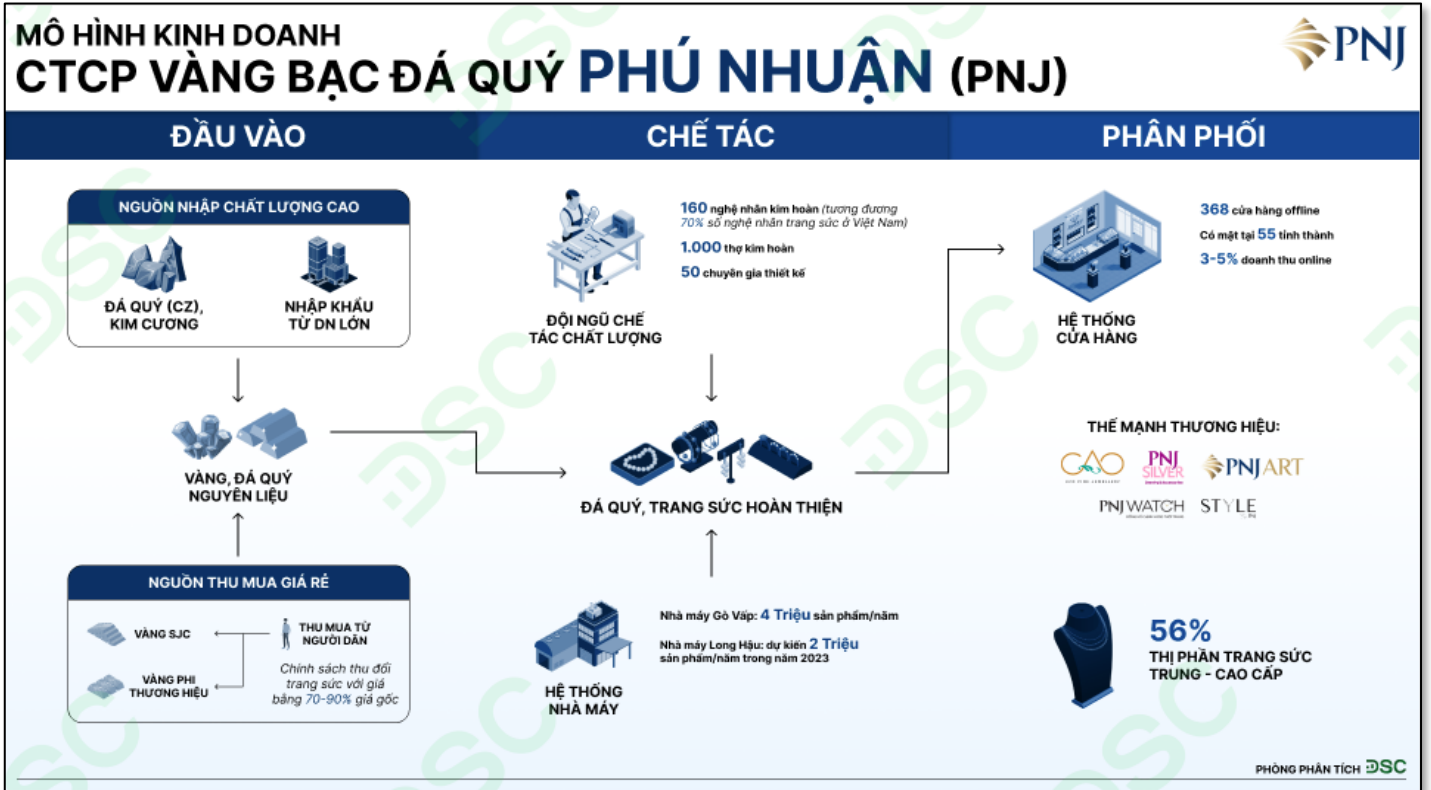 MÔ HÌNH KINH DOANH
CTCP VÀNG BẠC ĐÁ QUÝ PHÚ NHUẬN (PNJ)
PNJ
ĐẦU VÀO
CHẾ TÁC
PHÂN PHỐI
NGUỒN NHẬP CHẤT LƯỢNG CAO
ĐÁ QUÝ (CZ),
KIM CƯƠNG
NHẬP KHẨU
TỪ DN LỚN
VÀNG, ĐÁ QUÝ
NGUYÊN LIỆU
NGUỒN THU MUA GIÁ RẺ
VÀNG SJC
VÀNG PHI
THƯƠNG HIỆU
THU MUA TỪ
NGƯỜI DÂN
Chính sách thu đổi
trang sức với giá
bằng 70-90% giá gốc
160 nghệ nhân kim hoàn (tương đương
70% số nghệ nhân trang sức ở Việt Nam)
1.000 thợ kim hoàn
50 chuyên gia thiết kế
ĐỘI NGŨ CHẾ
TÁC CHẤT LƯỢNG
ĐÁ QUÝ, TRANG SỨC HOÀN THIỆN
Nhà máy Gò Vấp: 4 Triệu sản phẩm/năm
Nhà máy Long Hậu: dự kiến 2 Triệu
sản phẩm/năm trong năm 2023
HỆ THỐNG
NHÀ MÁY
368 cửa hàng offline
Có mặt tại 55 tỉnh thành
3-5% doanh thu online
HỆ THỐNG
CỬA HÀNG
THẾ MẠNH THƯƠNG HIỆU:
CAO
PNJ
SILVER
PNJ ART
PNJ WATCH
STYLE
56%
THỊ PHẦN TRANG SỨC
TRUNG - CAO CẤP
PHÒNG PHÂN TÍCH DSC